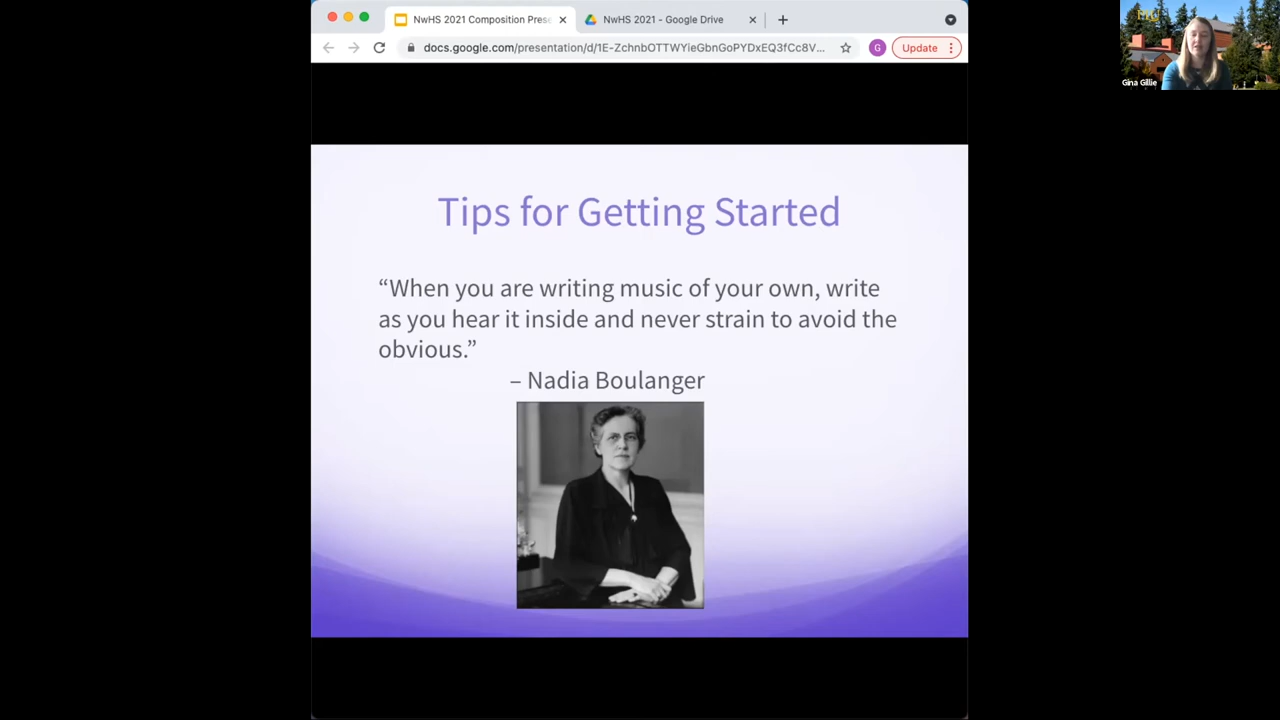 NwHS 2021 Composition Prese
NwHS 2021 - Google Drive
docs.google.com/presentation/d/1E-ZchnbOTTWYieGbnGoPYDxEQ3fCc8V...
G
Update
Gina Gillie
Tips for Getting Started
“When you are writing music of your own, write
as you hear it inside and never strain to avoid the
obvious.”
– Nadia Boulanger